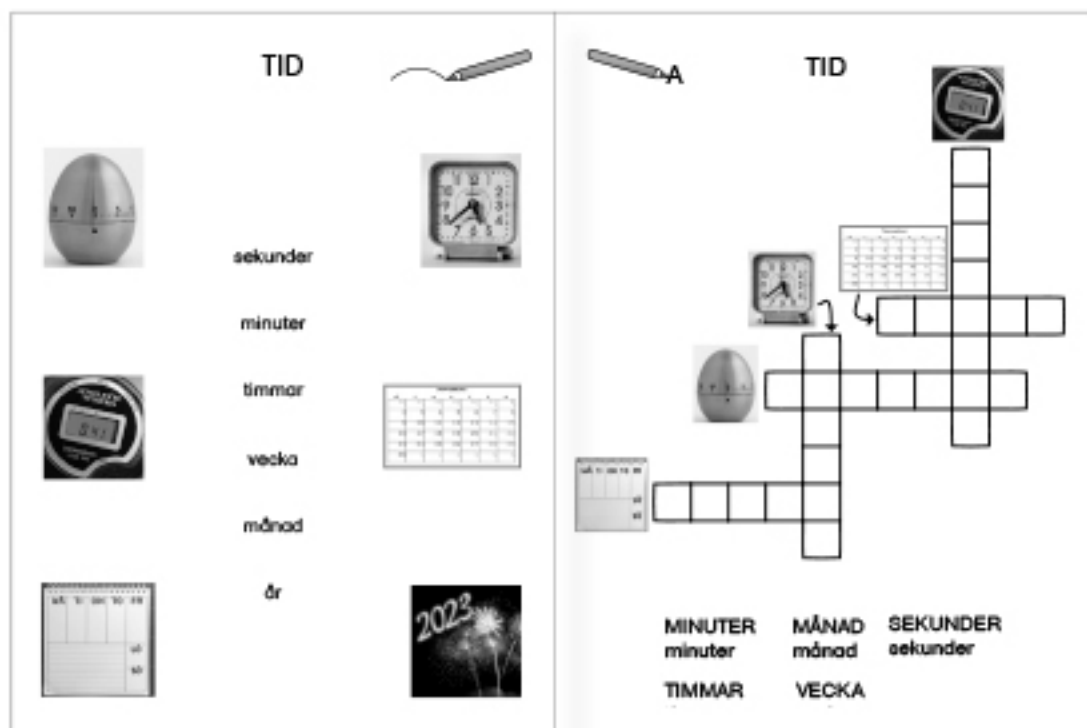 TID
sekunder
minuter
timmar
vecka
månad
år
2023
A
TID
MINUTER MÅNAD SEKUNDER
minuter månad sekunder
TIMMAR VECKA